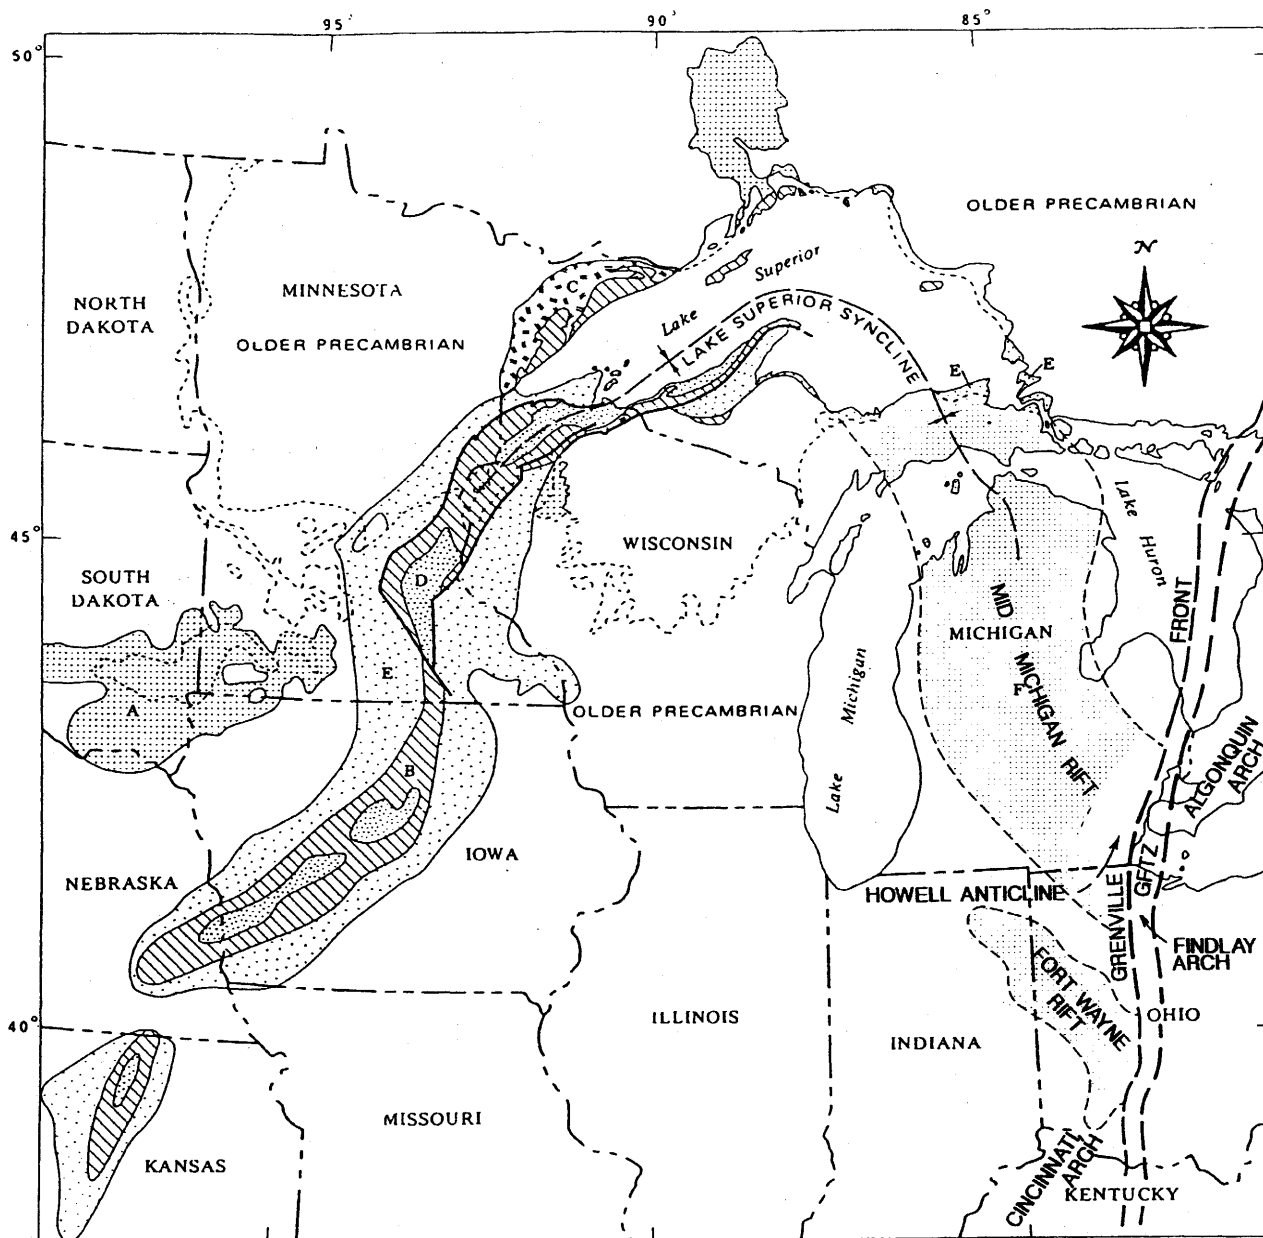 95'
90'
85'
50°
N
OLDER PRECAMBRIAN
Lake Superior
NORTH
DAKOTA
MINNESOTA
OLDER PRECAMBRIAN
C
LAKE SUPERIOR SYNCLINE
E
E
45°
WISCONSIN
Lake Huron
SOUTH
DAKOTA
D
MID MICHIGAN RIFT
MICHIGAN
FRONT
E
F
A
OLDER PRECAMBRIAN
Lake Michigan
ALGONQUIN
ARCH
B
IOWA
NEBRASKA
HOWELL ANTICLINE
GRENVILLE
GFTZ
FINDLAY
ARCH
FORT WAYNE
RIFT
40°
ILLINOIS
INDIANA
OHIO
MISSOURI
KANSAS
CINCINNATI
ARCH
KENTUCKY